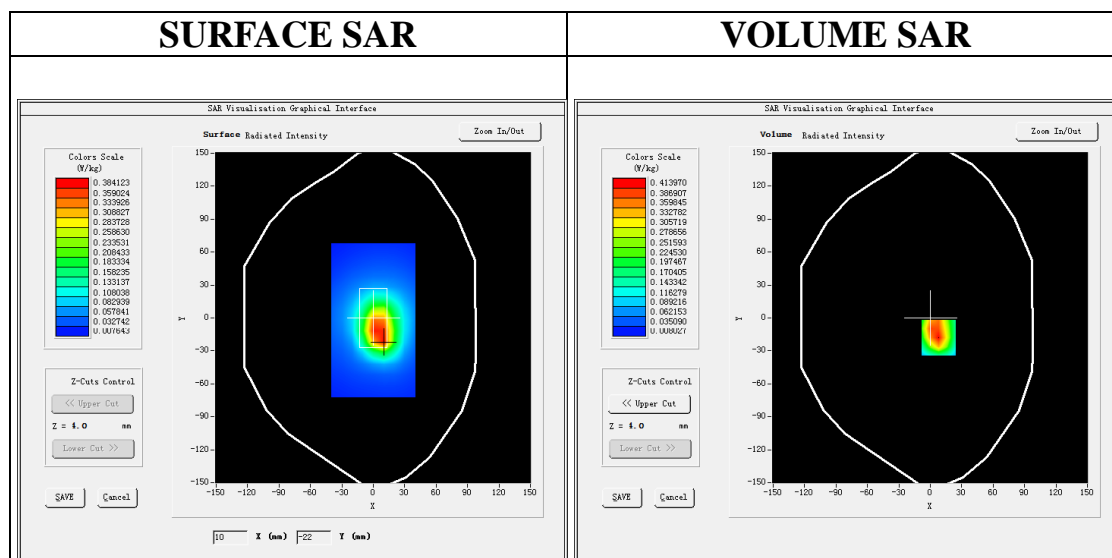 SURFACE SAR
VOLUME SAR
SAR Visualisation Graphical Interface
Surface Radiated Intensity
Zoom In/Out
Colors Scale
(W/kg)
0.384123
0.359024
0.333926
0.308827
0.283728
0.258630
0.233531
0.208433
0.183334
0.158235
0.133137
0.108038
0.082939
0.057841
0.032742
0.007643
150
120
90
60
30
0
-30
-60
-90
-120
-150
Y
-150 -120 -90 -60 -30 0 30 60 90 120 150
X
Z-Cuts Control
<< Upper Cut
Z = 4.0 mm
Lower Cut >>
SAVE Cancel
10 X (mm) -22 Y (mm)
SAR Visualisation Graphical Interface
Volume Radiated Intensity
Zoom In/Out
Colors Scale
(W/kg)
0.413970
0.386907
0.359845
0.332782
0.305719
0.278656
0.251593
0.224530
0.197467
0.170405
0.143342
0.116279
0.089216
0.062153
0.035090
0.008027
150
120
90
60
30
0
-30
-60
-90
-120
-150
Y
-150 -120 -90 -60 -30 0 30 60 90 120 150
X
Z-Cuts Control
<< Upper Cut
Z = 4.0 mm
Lower Cut >>
SAVE Cancel